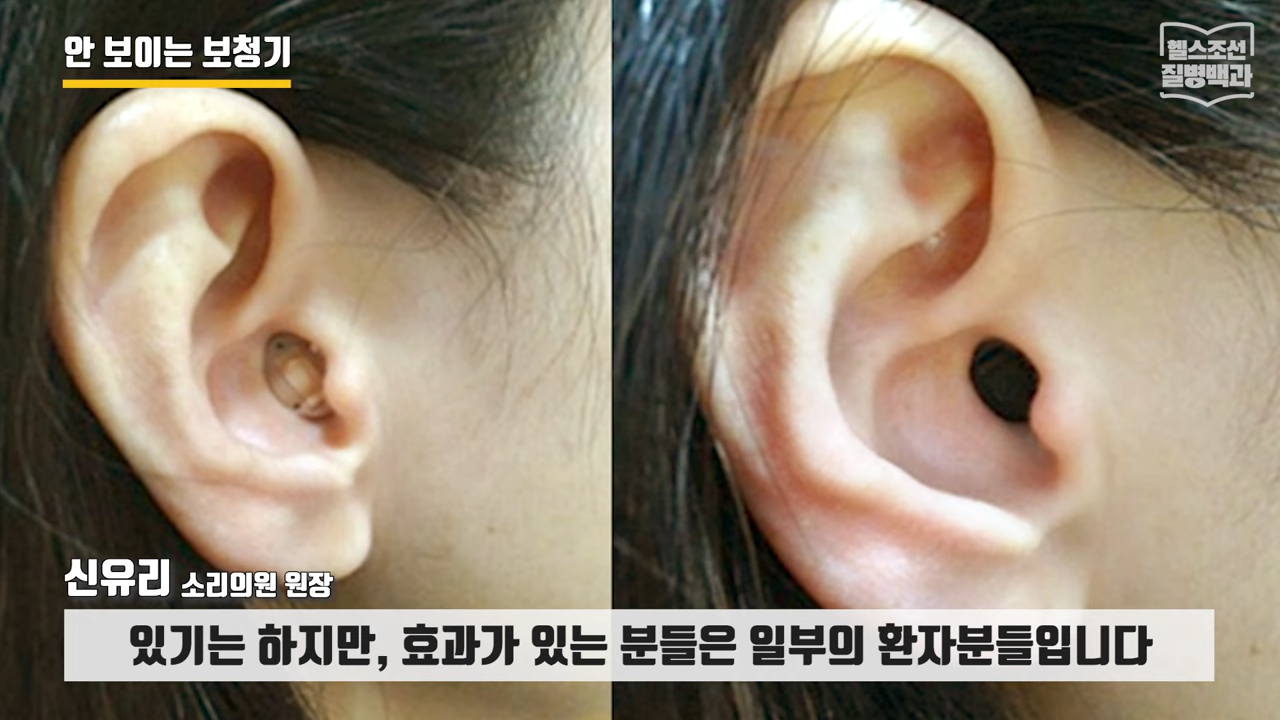 안 보이는 보청기
헬스조선
질병백과
신유리 소리의원 원장
있기는 하지만, 효과가 있는 분들은 일부의 환자분들입니다